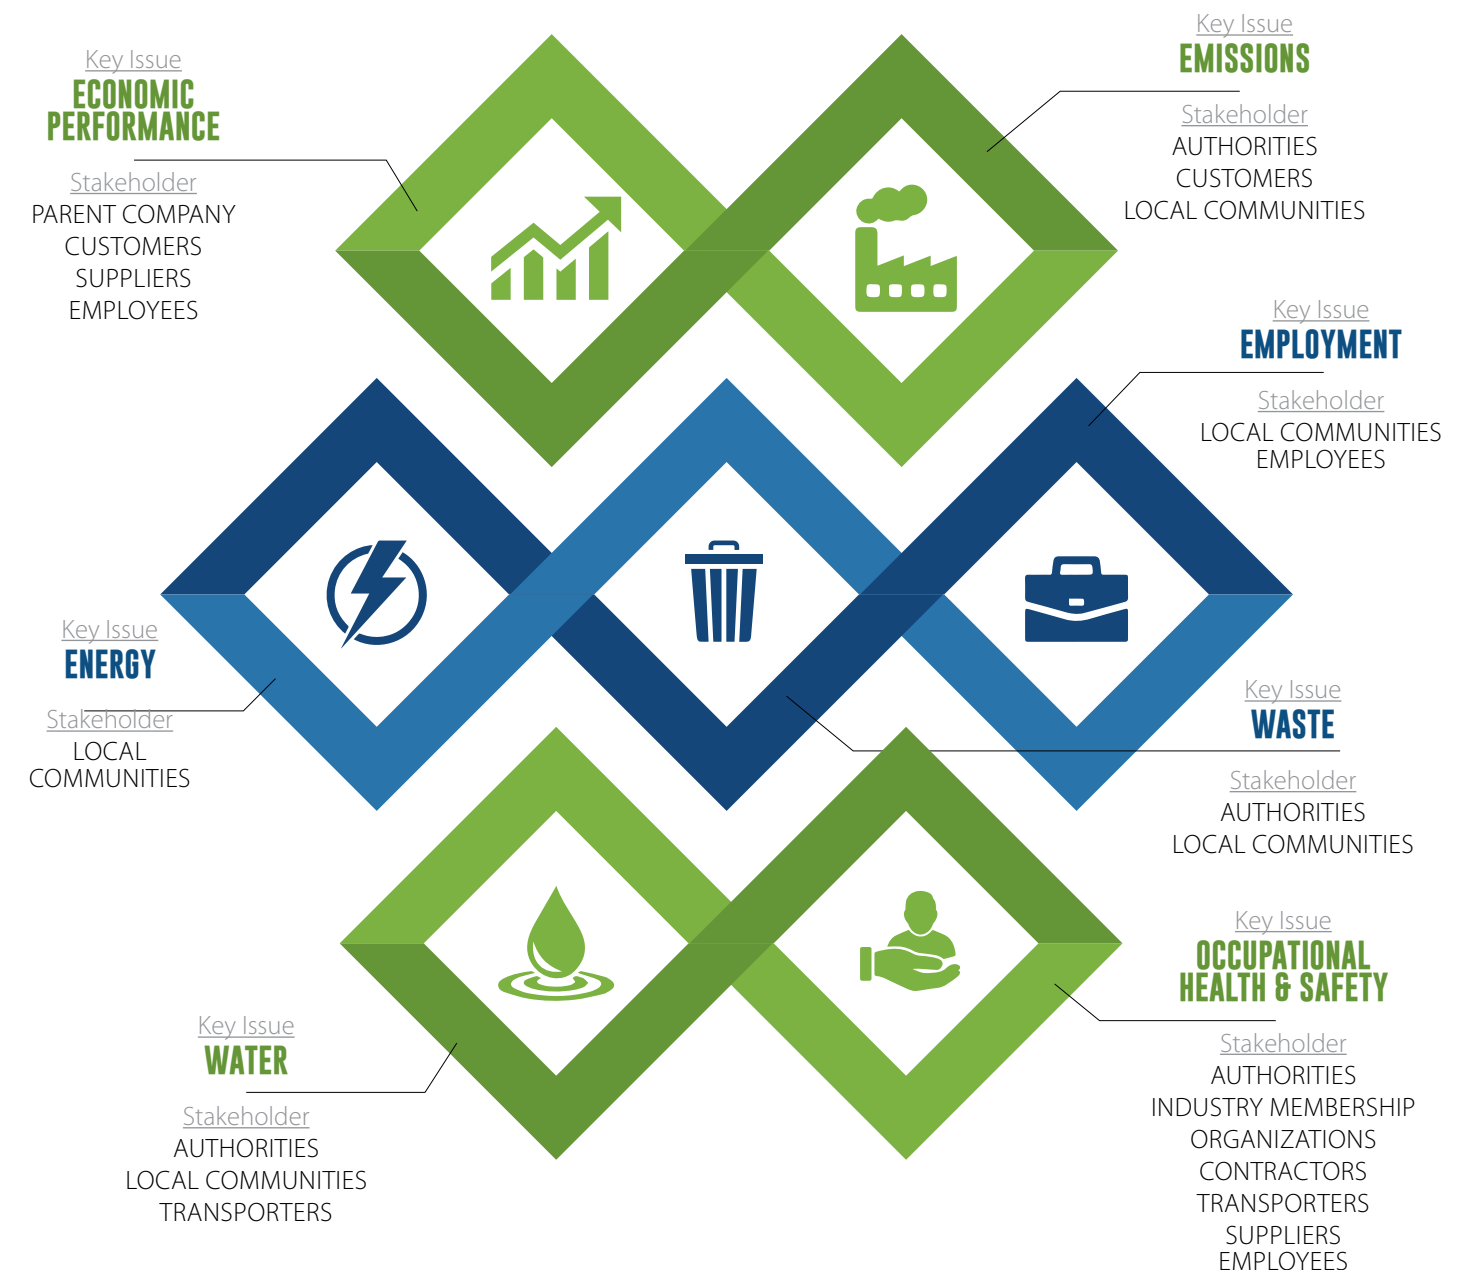 Key Issue
ECONOMIC
PERFORMANCE
Stakeholder
PARENT COMPANY
CUSTOMERS
SUPPLIERS
EMPLOYEES
Key Issue
EMISSIONS
Stakeholder
AUTHORITIES
CUSTOMERS
LOCAL COMMUNITIES
Key Issue
EMPLOYMENT
Stakeholder
LOCAL COMMUNITIES
EMPLOYEES
Key Issue
ENERGY
Stakeholder
LOCAL
COMMUNITIES
Key Issue
WASTE
Stakeholder
AUTHORITIES
LOCAL COMMUNITIES
Key Issue
WATER
Stakeholder
AUTHORITIES
LOCAL COMMUNITIES
TRANSPORTERS
Key Issue
OCCUPATIONAL
HEALTH & SAFETY
Stakeholder
AUTHORITIES
INDUSTRY MEMBERSHIP
ORGANIZATIONS
CONTRACTORS
TRANSPORTERS
SUPPLIERS
EMPLOYEES